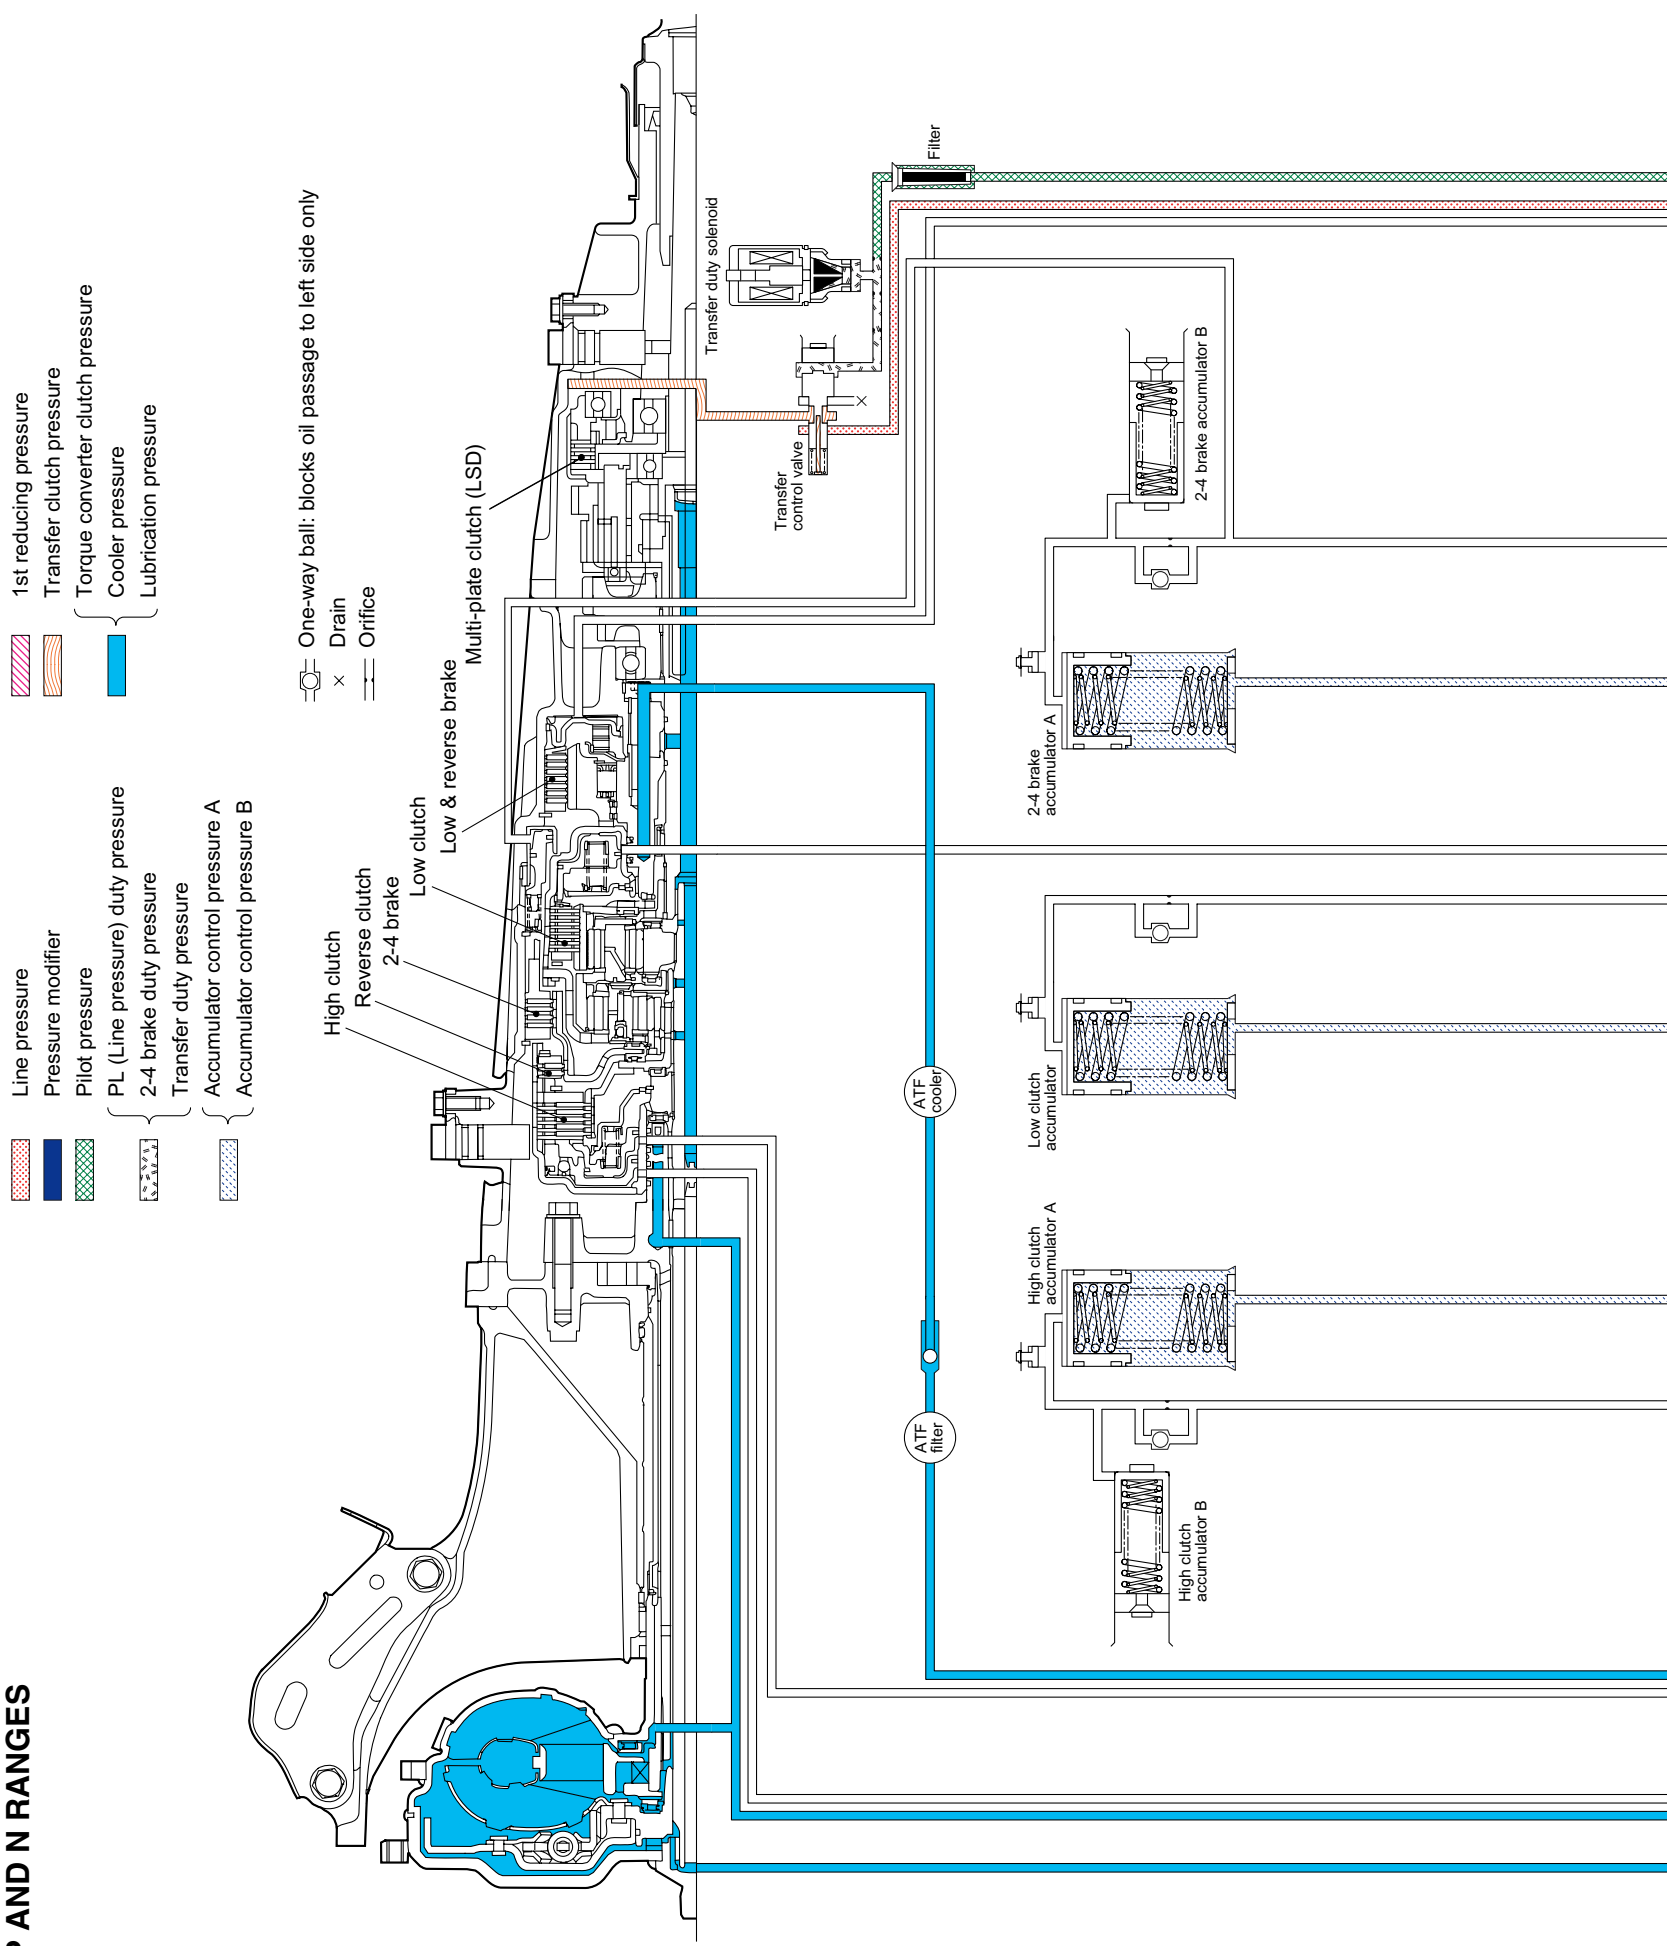 P AND N RANGES
Line pressure
Pressure modifier
Pilot pressure
PL (Line pressure) duty pressure
2-4 brake duty pressure
Transfer duty pressure
Accumulator control pressure A
Accumulator control pressure B
1st reducing pressure
Transfer clutch pressure
Torque converter clutch pressure
Cooler pressure
Lubrication pressure
One-way ball: blocks oil passage to left side only
Drain
Orifice
High clutch
Reverse clutch
2-4 brake
Low clutch
Low & reverse brake
Multi-plate clutch (LSD)
Transfer duty solenoid
Transfer
control valve
Filter
ATF
filter
ATF
cooler
High clutch
accumulator B
High clutch
accumulator A
Low clutch
accumulator
2-4 brake
accumulator A
2-4 brake accumulator B